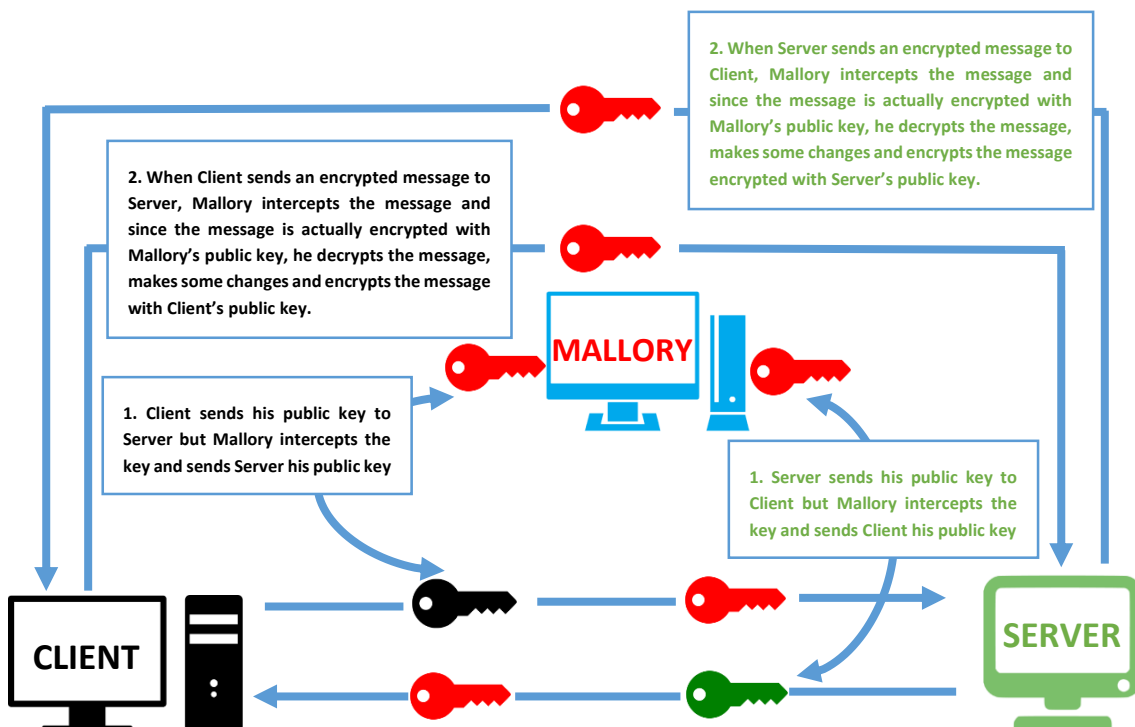 2. When Server sends an encrypted message to
Client, Mallory intercepts the message and
since the message is actually encrypted with
Mallory’s public key, he decrypts the message,
makes some changes and encrypts the message
encrypted with Server’s public key.
2. When Client sends an encrypted message to
Server, Mallory intercepts the message and
since the message is actually encrypted with
Mallory’s public key, he decrypts the message,
makes some changes and encrypts the message
with Client’s public key.
MALLORY
1. Client sends his public key to
Server but Mallory intercepts the
key and sends Server his public key
1. Server sends his public key to
Client but Mallory intercepts the
key and sends Client his public key
CLIENT
SERVER